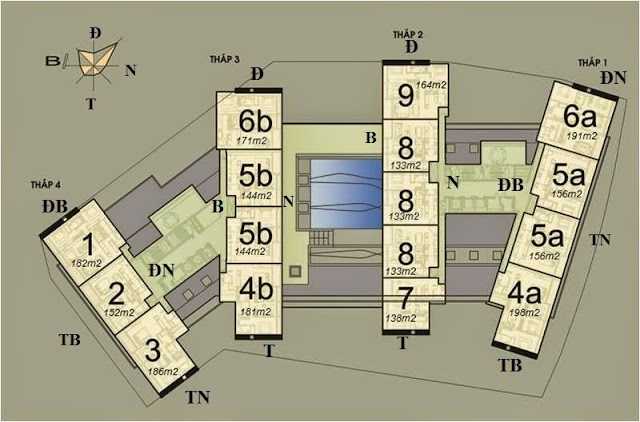 Đ
B
N
T
THÁP 3
Đ
THÁP 2
Đ
THÁP 1
ĐN
9
164m2
6b
171m2
B
8
133m2
6a
191m2
5b
144m2
N
8
133m2
N
ĐB
5a
156m2
B
5b
144m2
8
133m2
5a
156m2
TN
4b
181m2
7
138m2
4a
198m2
T
T
TB
THÁP 4
ĐB
1
182m2
ĐN
2
152m2
TB
3
186m2
TN